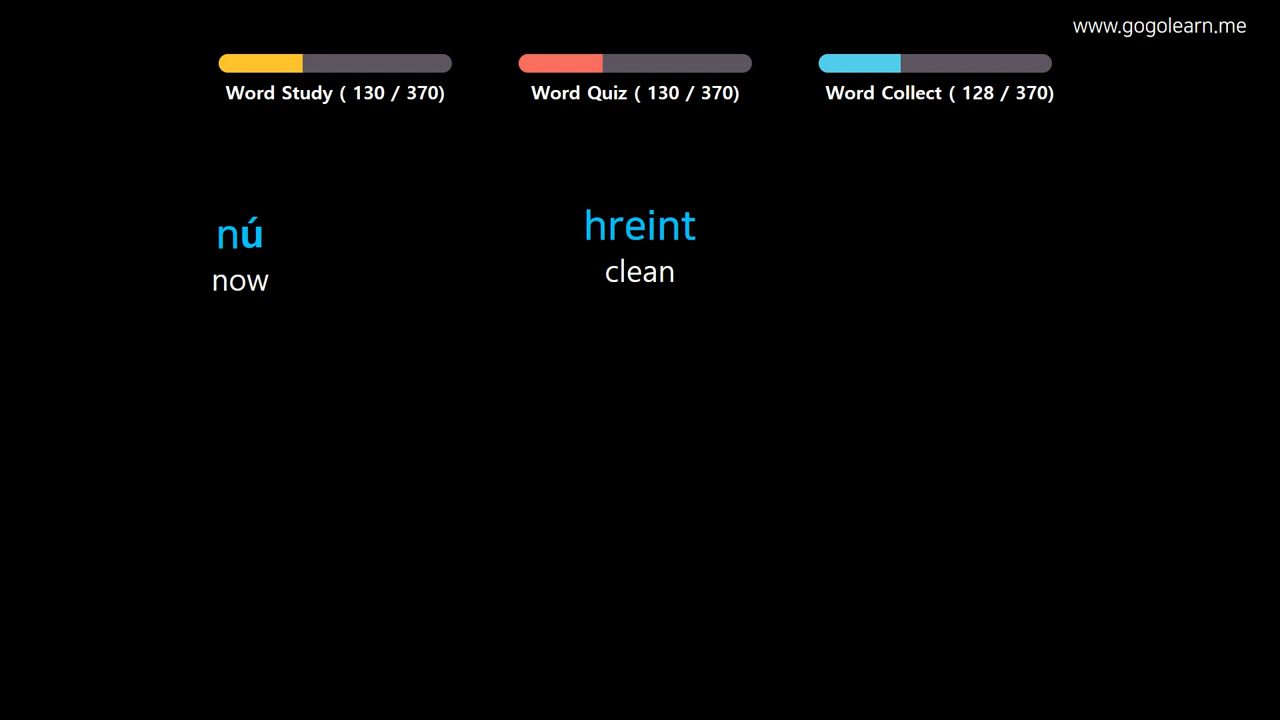 www.gogolearn.me
Word Study ( 130 / 370)
Word Quiz ( 130 / 370)
Word Collect ( 128 / 370)
nú
now
hreint
clean